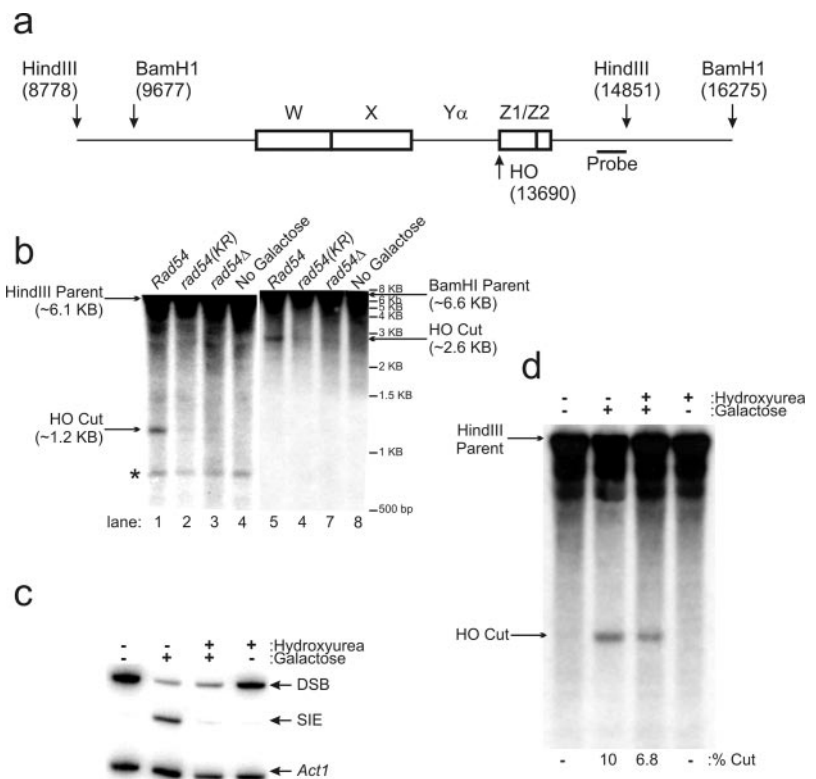 a
HindIII
(8778)
BamH1
(9677)
W
X
Yα
Z1/Z2
HindIII
(14851)
BamH1
(16275)
HO
(13690)
Probe
b
Rad54
rad54(KR)
rad54Δ
No Galactose
Rad54
rad54(KR)
rad54Δ
No Galactose
HindIII Parent
(~6.1 KB)
HO Cut
(~1.2 KB)
*
8 KB
6 Kb
5 KB
4 KB
3 KB
2 KB
1.5 KB
1 KB
500 bp
BamHI Parent
(~6.6 KB)
HO Cut
(~2.6 KB)
lane: 1 2 3 4 5 4 7 8
c
- - + + :Hydroxyurea
- + + - :Galactose
DSB
SIE
Act1
d
- - + + :Hydroxyurea
- + + - :Galactose
HindIII
Parent
HO Cut
- 10 6.8 - :% Cut